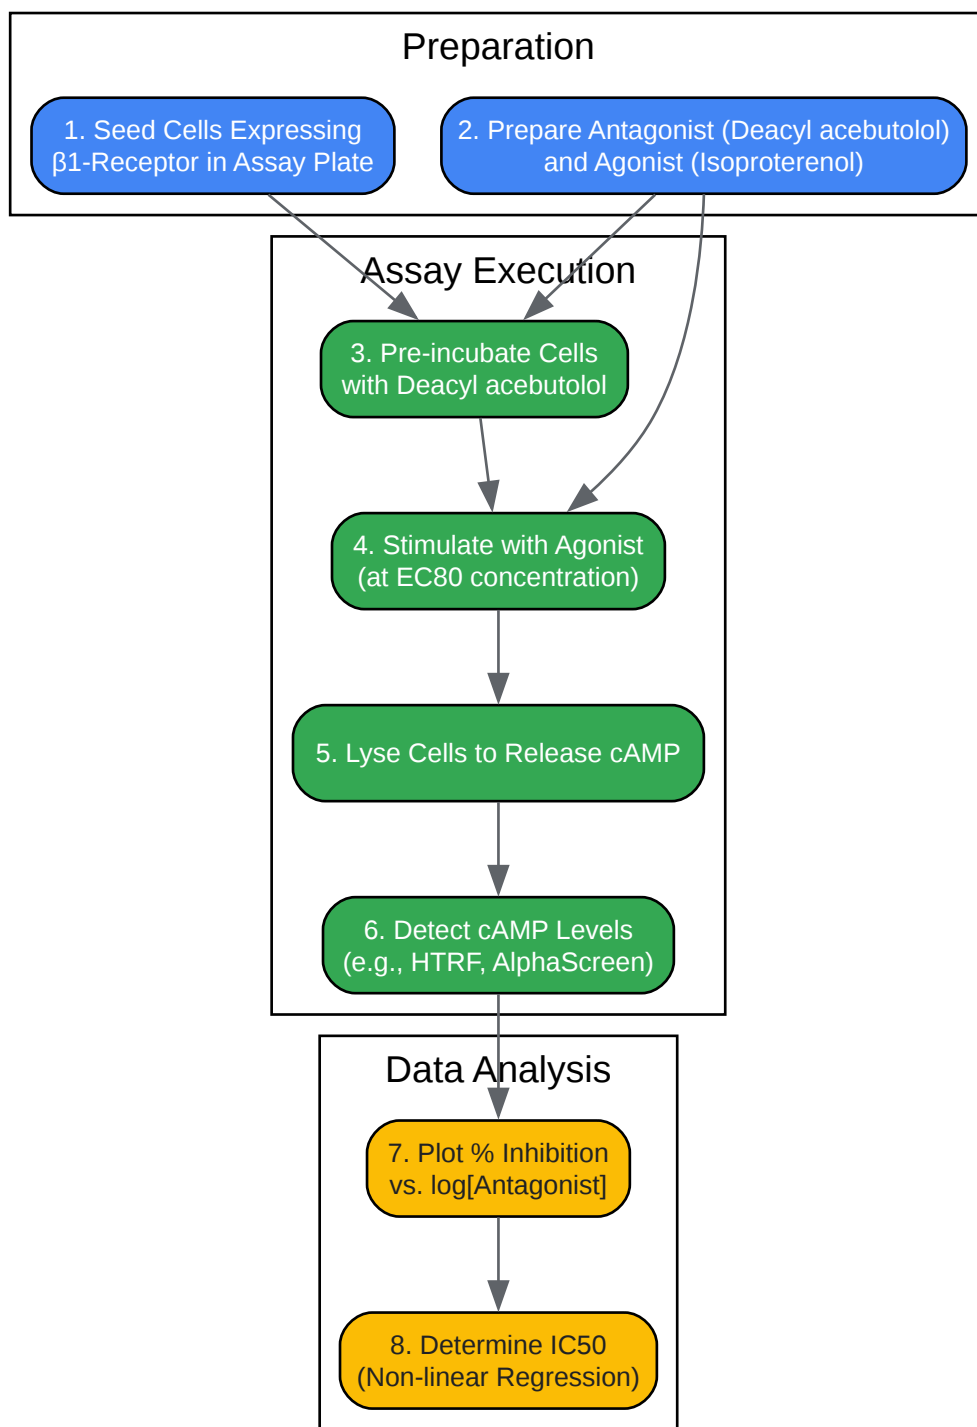 Preparation
1. Seed Cells Expressing
β1-Receptor in Assay Plate
2. Prepare Antagonist (Deacyl acebutolol)
and Agonist (Isoproterenol)
Assay Execution
3. Pre-incubate Cells
with Deacyl acebutolol
4. Stimulate with Agonist
(at EC80 concentration)
5. Lyse Cells to Release cAMP
6. Detect cAMP Levels
(e.g., HTRF, AlphaScreen)
Data Analysis
7. Plot % Inhibition
vs. log[Antagonist]
8. Determine IC50
(Non-linear Regression)